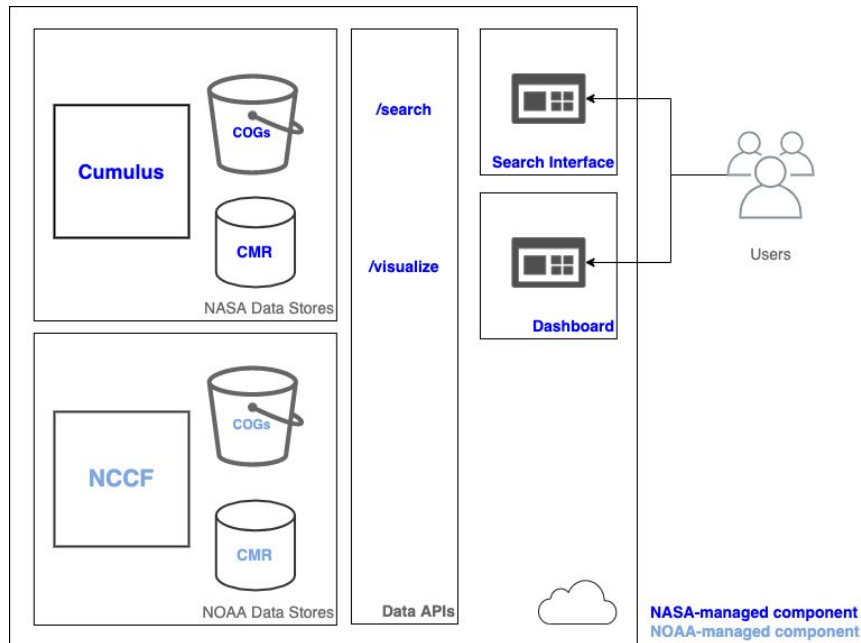 COGs
Cumulus
CMR
NASA Data Stores
COGs
NCCF
CMR
NOAA Data Stores
/search
/visualize
Data APIs
Search Interface
Dashboard
Users
NASA-managed component
NOAA-managed component